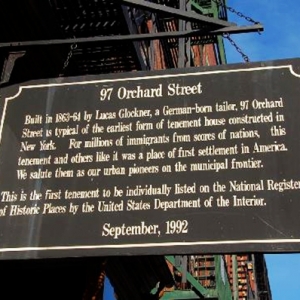 97 Orchard Street
Built in 1863-64 by Lucas Glockner, a German-born tailor, 97 Orchard
Street is typical of the earliest form of tenement house constructed in
New York. For millions of immigrants from scores of nations, this
tenement and others like it was a place of first settlement in America.
We salute them as our urban pioneers on the municipal frontier.
This is the first tenement to be individually listed on the National Register
of Historic Places by the United States Department of the Interior.
September, 1992